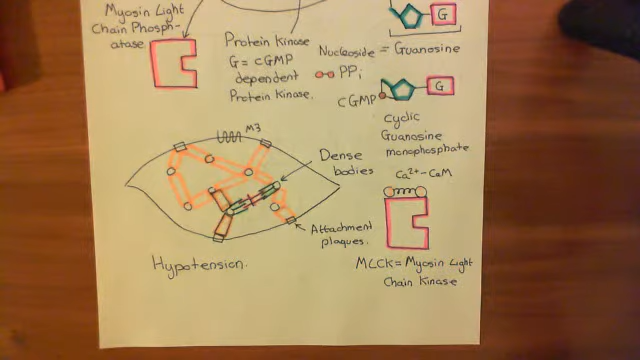 Myosin Light
Chain Phosph-
atase
Protein Kinase
G = cGMP
dependent
Protein Kinase.
G
Nucleoside = Guanosine
PPi
G
cGMP
cyclic
Guanosine
monophosphate
M3
Dense
bodies
Attachment
plaques.
Hypotension.
Ca2+-CaM
MLCK = Myosin Light
Chain Kinase